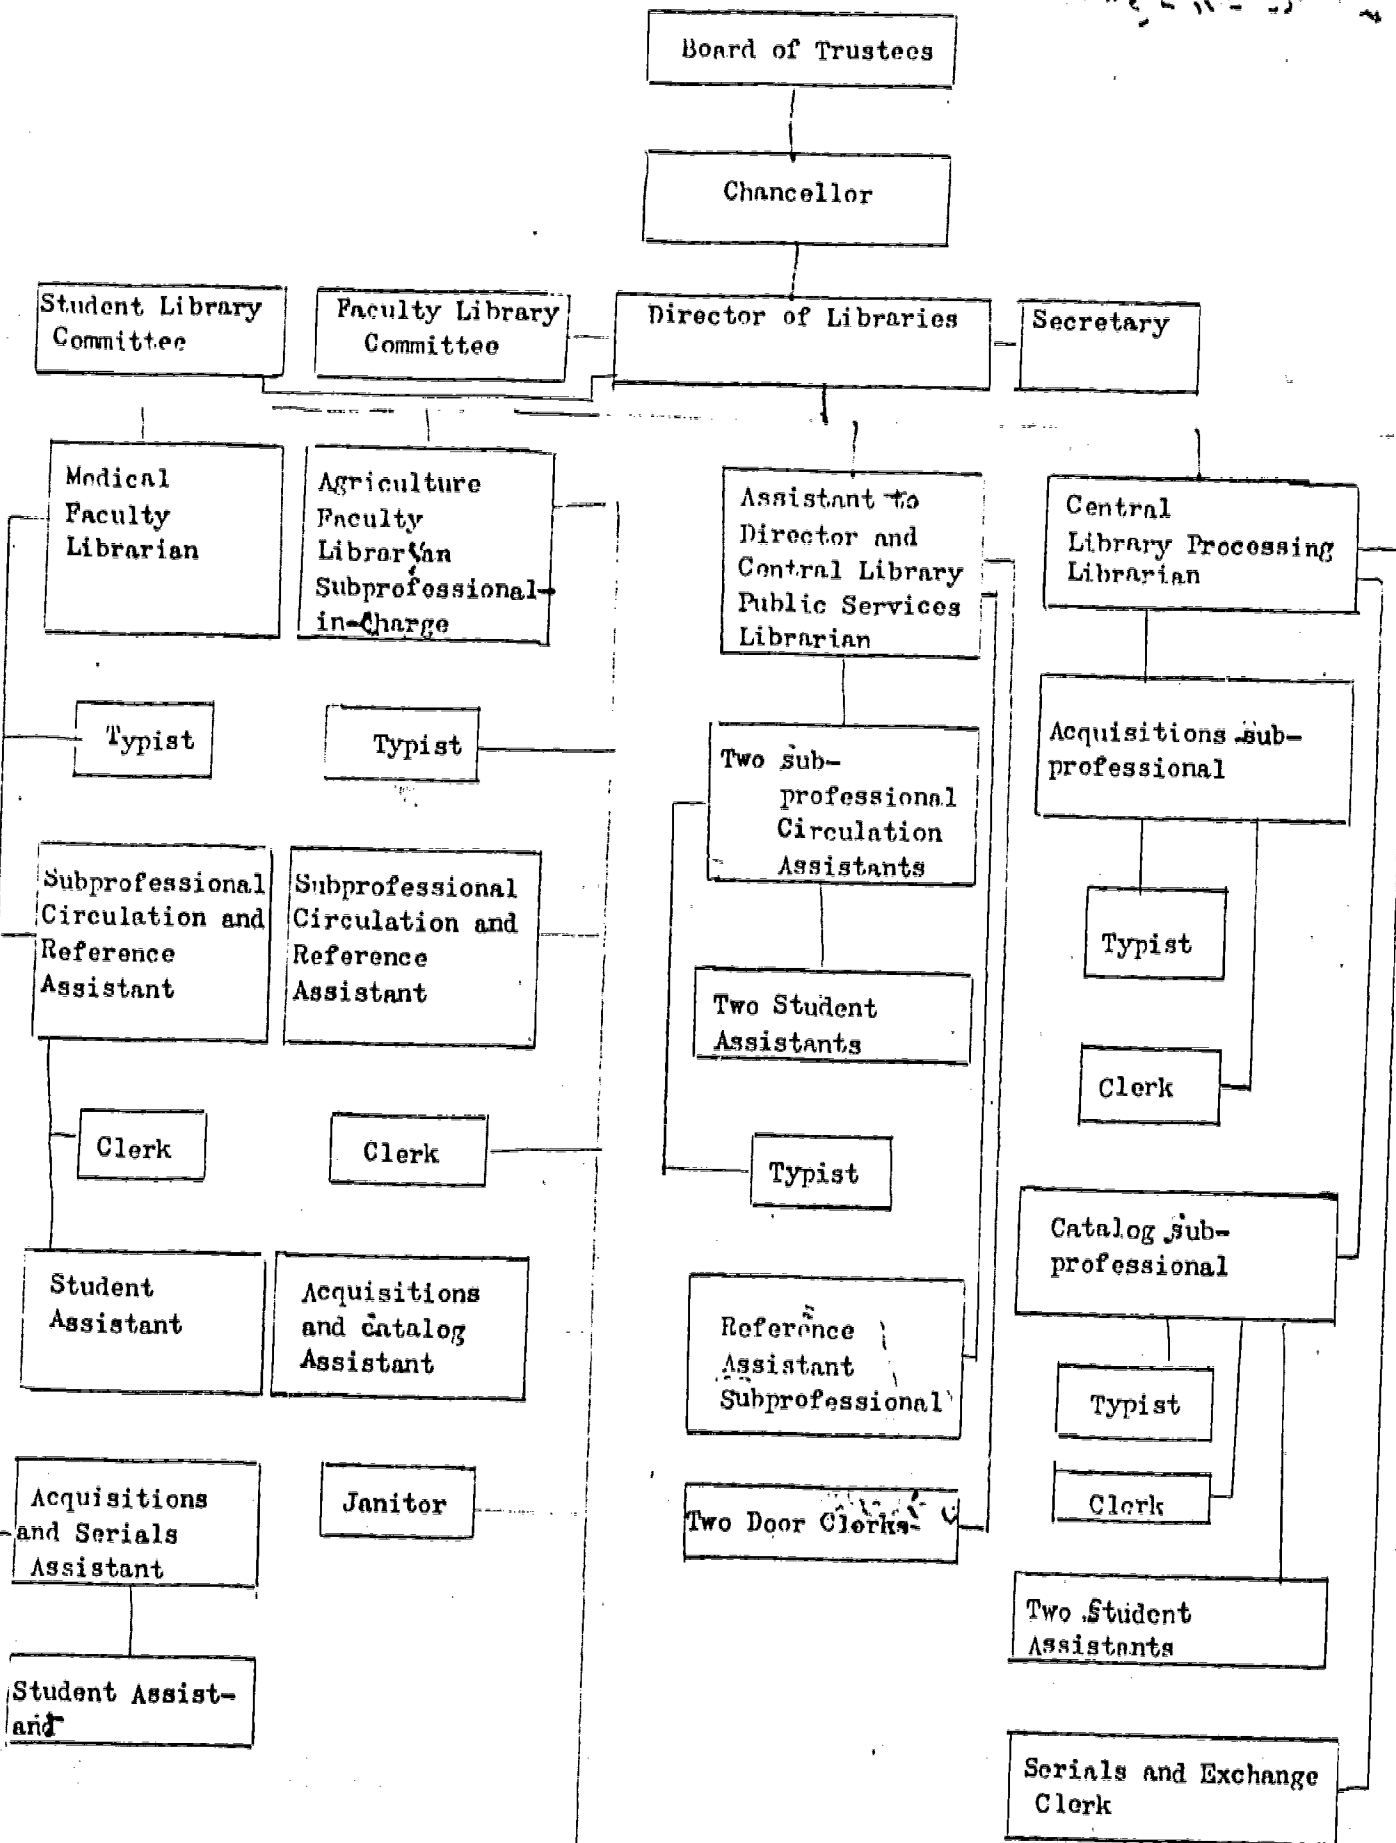 Board of Trustees
Chancellor
Student Library
Committee
Faculty Library
Committee
Director of Libraries
Secretary
Medical
Faculty
Librarian
Agriculture
Faculty
Librarian
Subprofessional-
in-Charge
Assistant to
Director and
Central Library
Public Services
Librarian
Central
Library Processing
Librarian
Typist
Typist
Two sub-
professional
Circulation
Assistants
Acquisitions sub-
professional
Subprofessional
Circulation and
Reference
Assistant
Subprofessional
Circulation and
Reference
Assistant
Typist
Two Student
Assistants
Clerk
Clerk
Clerk
Typist
Catalog sub-
professional
Student
Assistant
Acquisitions
and catalog
Assistant
Reference
Assistant
Subprofessional
Typist
Acquisitions
and Serials
Assistant
Janitor
Two Door Clerks
Clerk
Two Student
Assistants
Student Assist-
ant
Serials and Exchange
Clerk